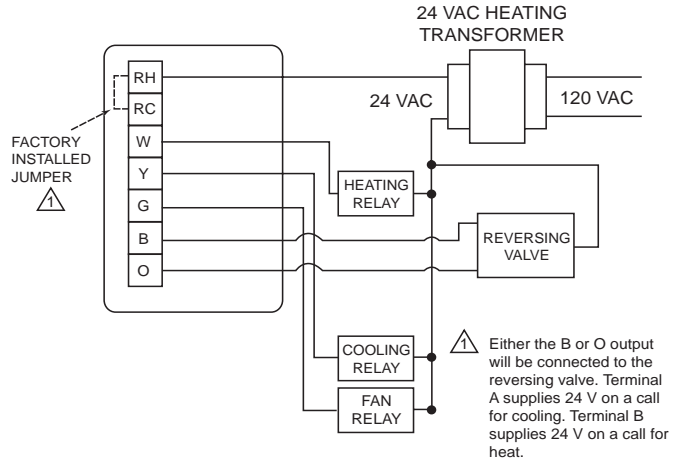 24 VAC HEATING
TRANSFORMER
RH
RC
W
Y
G
B
O
24 VAC
120 VAC
FACTORY
INSTALLED
JUMPER
1
HEATING
RELAY
REVERSING
VALVE
COOLING
RELAY
FAN
RELAY
1
Either the B or O output
will be connected to the
reversing valve. Terminal
A supplies 24 V on a call
for cooling. Terminal B
supplies 24 V on a call for
heat.